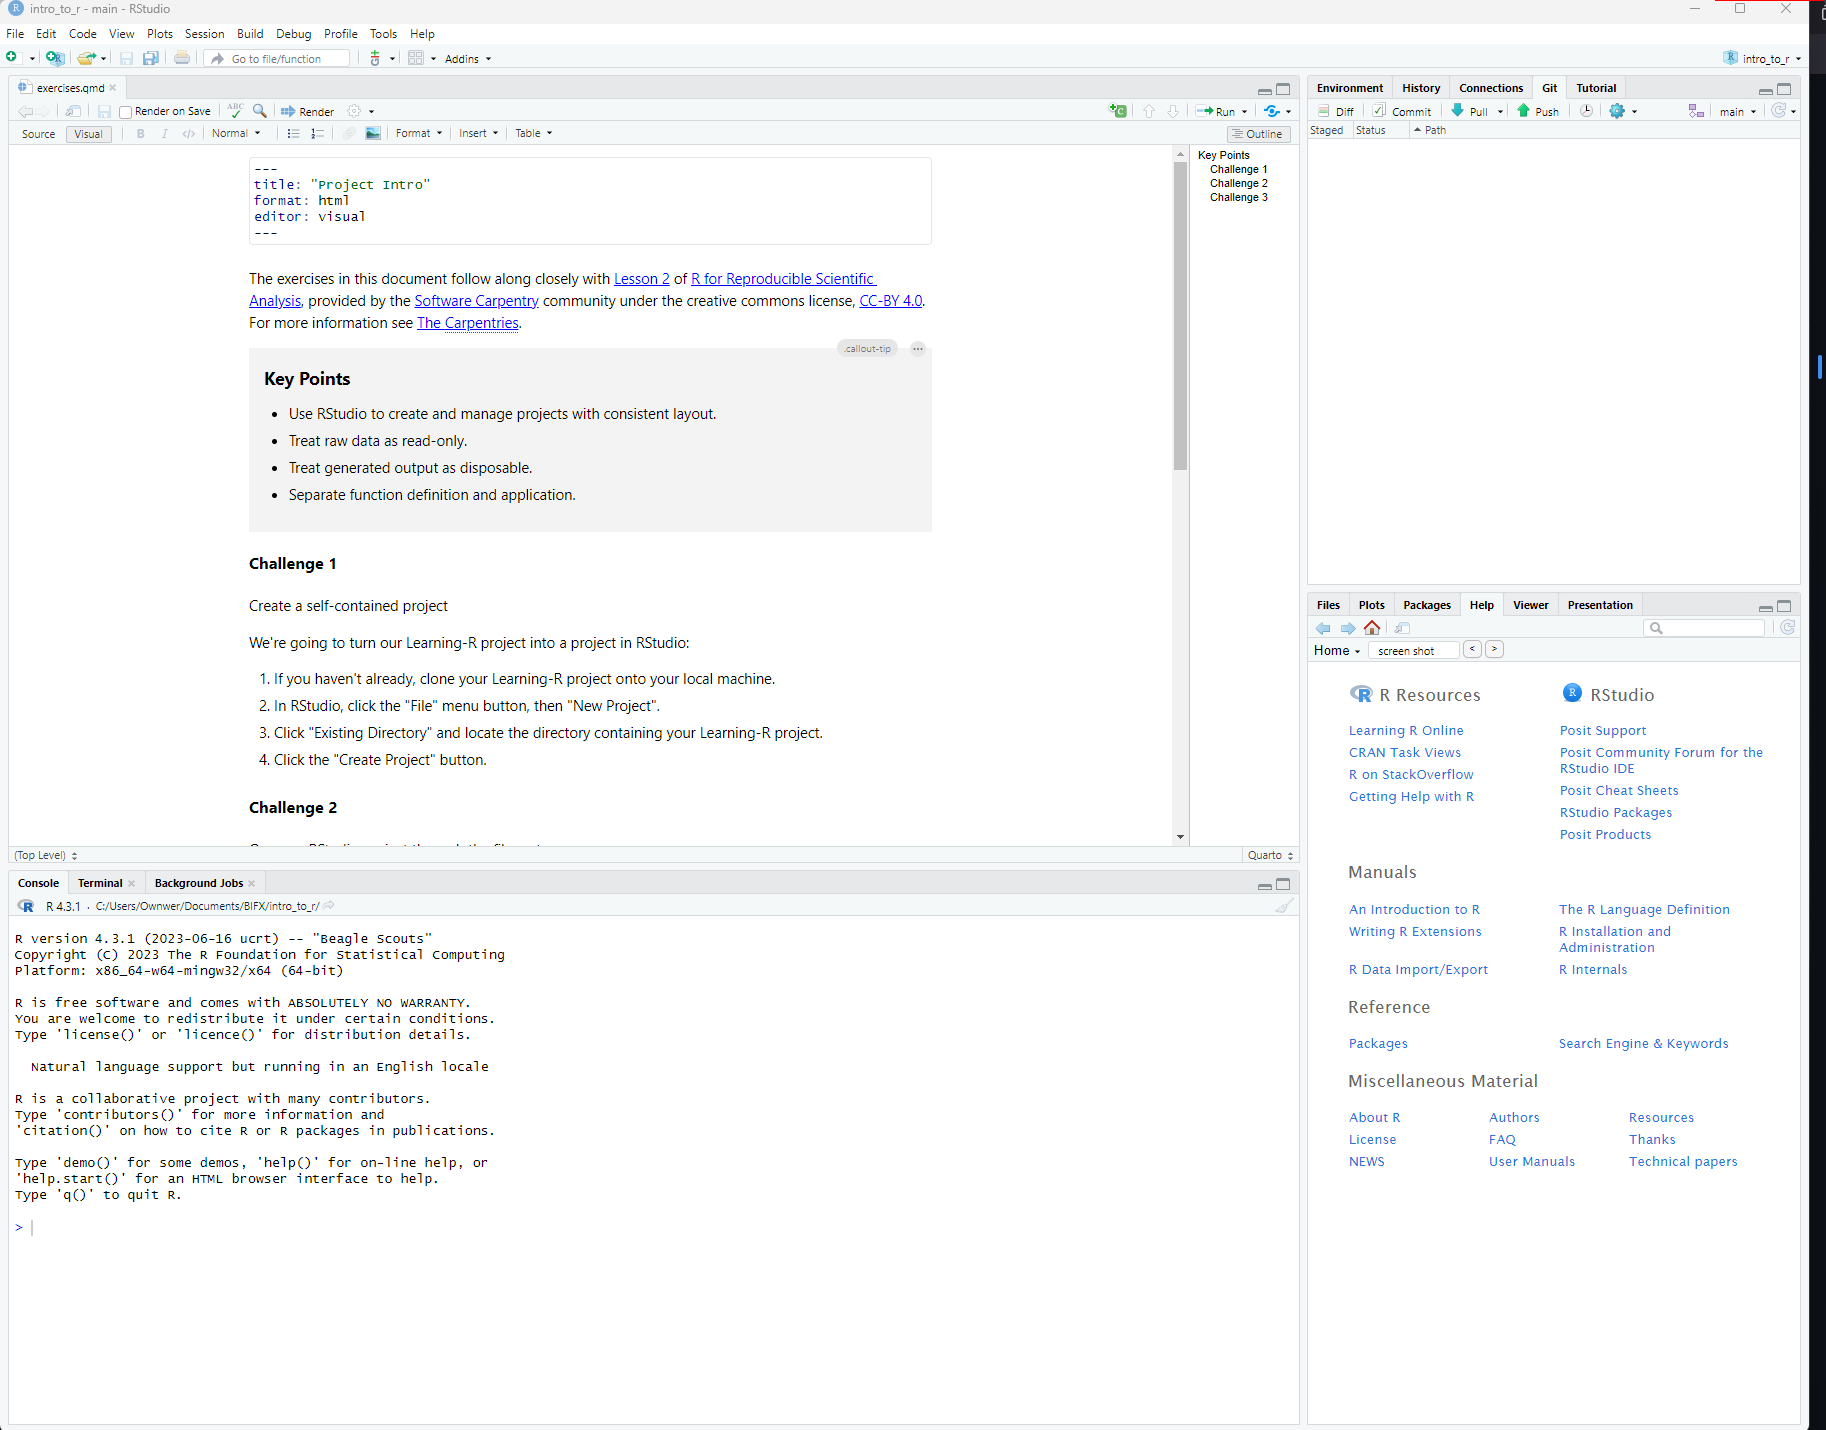 intro_to_r - main - RStudio
File Edit Code View Plots Session Build Debug Profile Tools Help
Go to file/function
Addins
intro_to_r
exercises.qmd
Render on Save
ABC
Render
Run
Source Visual B I </> Normal Format Insert Table Outline
---
title: "Project Intro"
format: html
editor: visual
---
The exercises in this document follow along closely with Lesson 2 of R for Reproducible Scientific
Analysis, provided by the Software Carpentry community under the creative commons license, CC-BY 4.0.
For more information see The Carpentries.
.callout-tip
Key Points
• Use RStudio to create and manage projects with consistent layout.
• Treat raw data as read-only.
• Treat generated output as disposable.
• Separate function definition and application.
Challenge 1
Create a self-contained project
We're going to turn our Learning-R project into a project in RStudio:
1. If you haven't already, clone your Learning-R project onto your local machine.
2. In RStudio, click the "File" menu button, then "New Project".
3. Click "Existing Directory" and locate the directory containing your Learning-R project.
4. Click the "Create Project" button.
Challenge 2
Key Points
Challenge 1
Challenge 2
Challenge 3
(Top Level)
Quarto
Console Terminal Background Jobs
R 4.3.1 · C:/Users/Ownwer/Documents/BIFX/intro_to_r/
R version 4.3.1 (2023-06-16 ucrt) -- "Beagle Scouts"
Copyright (C) 2023 The R Foundation for Statistical Computing
Platform: x86_64-w64-mingw32/x64 (64-bit)
R is free software and comes with ABSOLUTELY NO WARRANTY.
You are welcome to redistribute it under certain conditions.
Type 'license()' or 'licence()' for distribution details.
Natural language support but running in an English locale
R is a collaborative project with many contributors.
Type 'contributors()' for more information and
'citation()' on how to cite R or R packages in publications.
Type 'demo()' for some demos, 'help()' for on-line help, or
'help.start()' for an HTML browser interface to help.
Type 'q()' to quit R.
>
Environment History Connections Git Tutorial
Diff Commit Pull Push main
Staged Status Path
Files Plots Packages Help Viewer Presentation
Home screen shot < >
R Resources
Learning R Online
CRAN Task Views
R on StackOverflow
Getting Help with R
RStudio
Posit Support
Posit Community Forum for the
RStudio IDE
Posit Cheat Sheets
RStudio Packages
Posit Products
Manuals
An Introduction to R
Writing R Extensions
R Data Import/Export
The R Language Definition
R Installation and
Administration
R Internals
Reference
Packages
Search Engine & Keywords
Miscellaneous Material
About R Authors Resources
License FAQ Thanks
NEWS User Manuals Technical papers